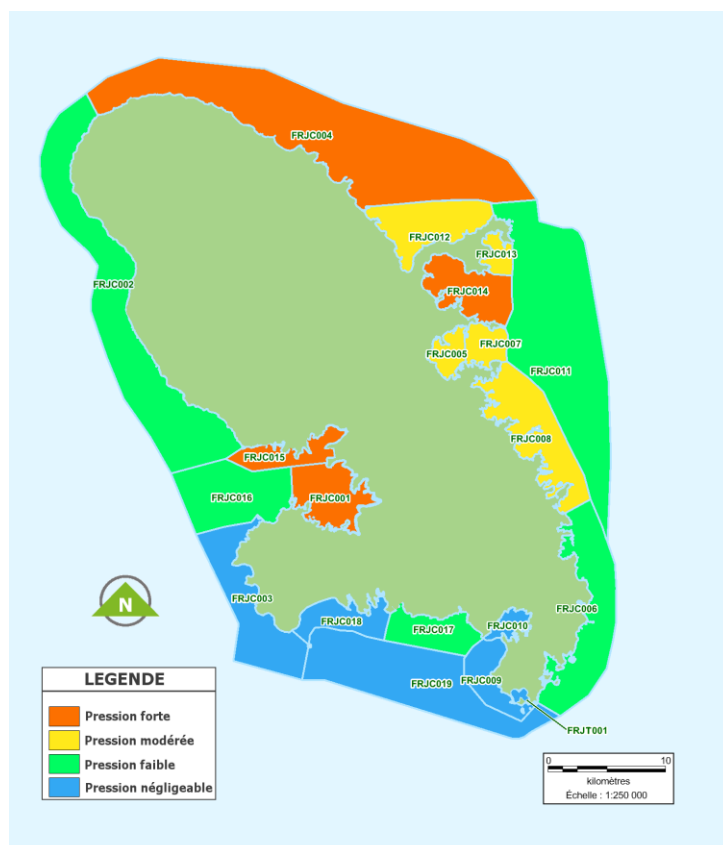 FRJC004
FRJC012
FRJC013
FRJC002
FRJC014
FRJC007
FRJC005
FRJC011
FRJC008
FRJC015
FRJC016
FRJC001
FRJC003
FRJC006
FRJC018
FRJC017
FRJC010
FRJC009
FRJC019
FRJT001
N
LEGENDE
Pression forte
Pression modérée
Pression faible
Pression négligeable
0 10
kilomètres
Échelle : 1:250 000